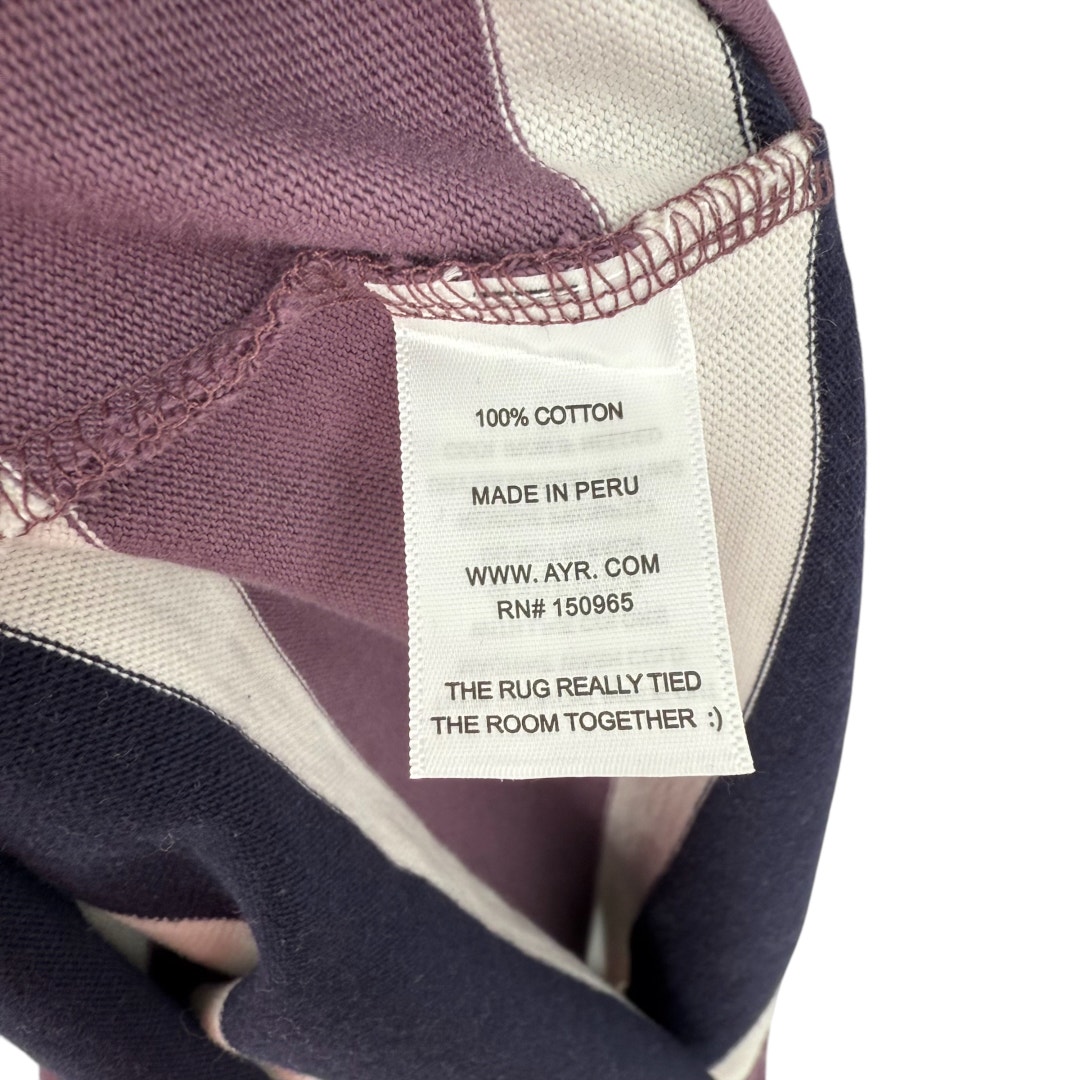 100% COTTON
MADE IN PERU
WWW. AYR. COM
RN# 150965
THE RUG REALLY TIED
THE ROOM TOGETHER :)